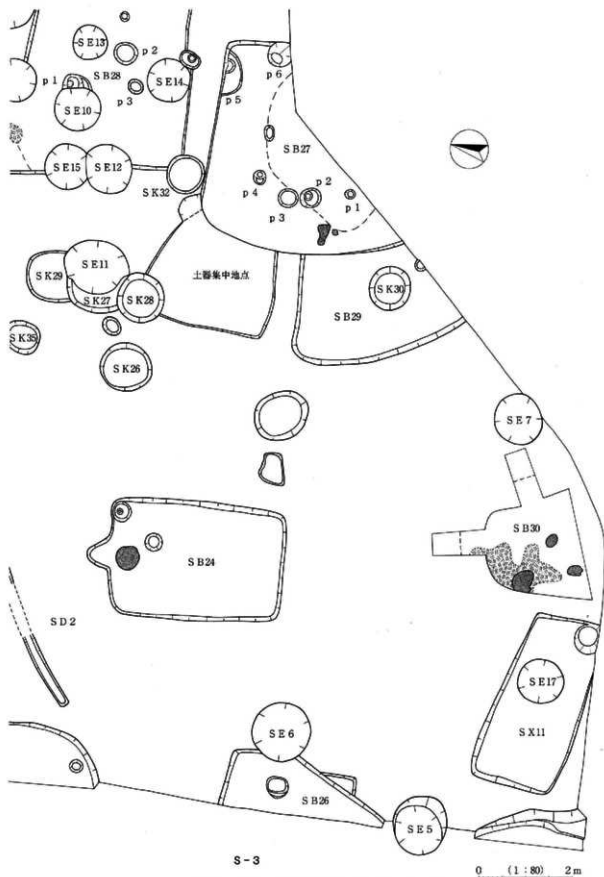 SE13
p2
p6
p1
SB28
SE14
p3
p5
SE10
SB27
SE15
SE12
p4
p2
p1
SK32
p3
SE11
土器集中地点
SK29
SK30
SK27
SK28
SB29
SK35
SK26
SE7
SB30
SB24
SD2
SE17
SE6
SX11
SB26
SE5
S-3
0 (1:80) 2m